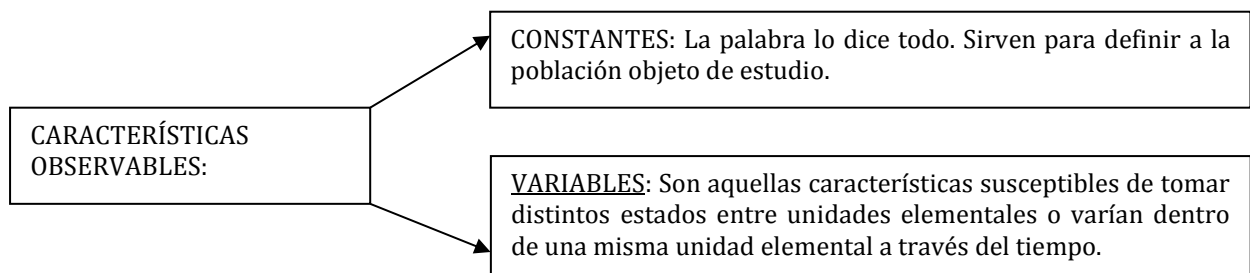 CARACTERÍSTICAS
OBSERVABLES:
CONSTANTES: La palabra lo dice todo. Sirven para definir a la
población objeto de estudio.
VARIABLES: Son aquellas características susceptibles de tomar
distintos estados entre unidades elementales o varían dentro
de una misma unidad elemental a través del tiempo.